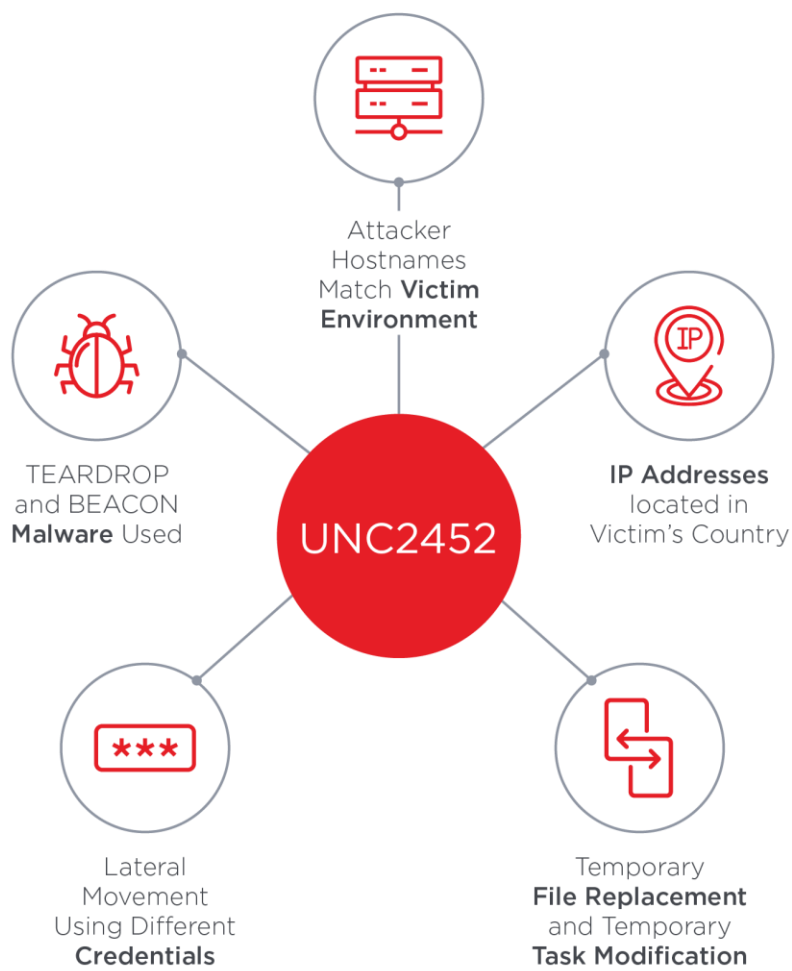 Attacker
Hostnames
Match Victim
Environment
IP
IP Addresses
located in
Victim's Country
TEARDROP
and BEACON
Malware Used
UNC2452
***
Lateral
Movement
Using Different
Credentials
Temporary
File Replacement
and Temporary
Task Modification